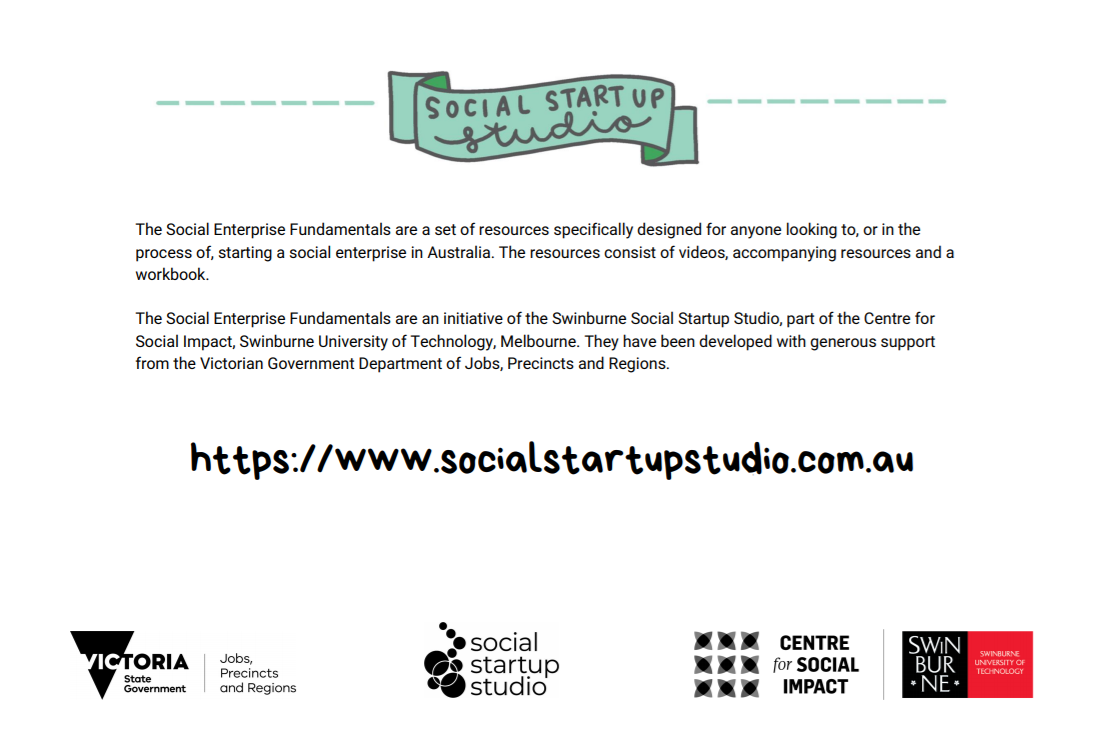 SOCIAL START UP
studio
The Social Enterprise Fundamentals are a set of resources specifically designed for anyone looking to, or in the
process of, starting a social enterprise in Australia. The resources consist of videos, accompanying resources and a
workbook.
The Social Enterprise Fundamentals are an initiative of the Swinburne Social Startup Studio, part of the Centre for
Social Impact, Swinburne University of Technology, Melbourne. They have been developed with generous support
from the Victorian Government Department of Jobs, Precincts and Regions.
https://www.socialstartupstudio.com.au
VICTORIA
State
Government
Jobs,
Precincts
and Regions
social
startup
studio
CENTRE
for SOCIAL
IMPACT
SWiN
BUR
* NE *
SWINBURNE
UNIVERSITY OF
TECHNOLOGY